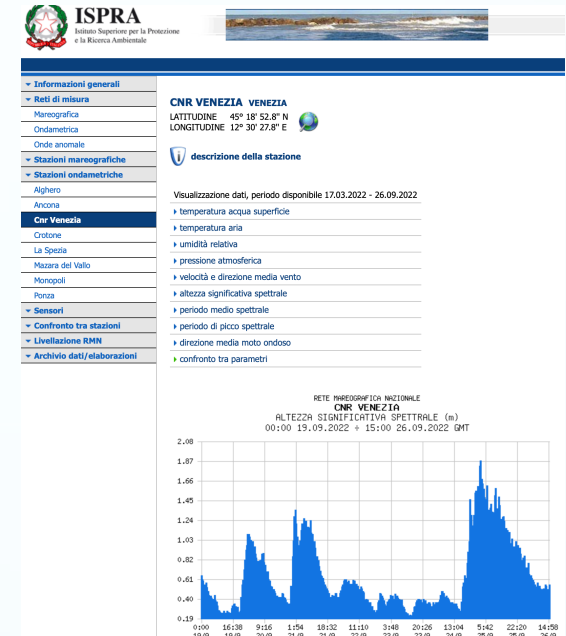 ISPRA
Istituto Superiore per la Protezione
e la Ricerca Ambientale
Informazioni generali
Reti di misura
Mareografica
Ondametrica
Onde anomale
Stazioni mareografiche
Stazioni ondametriche
Alghero
Ancona
Cnr Venezia
Crotone
La Spezia
Mazara del Vallo
Monopoli
Ponza
Sensori
Confronto tra stazioni
Livellazione RMN
Archivio dati/elaborazioni
CNR VENEZIA VENEZIA
LATITUDINE 45° 18' 52.8" N
LONGITUDINE 12° 30' 27.8" E
descrizione della stazione
Visualizzazione dati, periodo disponibile 17.03.2022 - 26.09.2022
temperatura acqua superficie
temperatura aria
umidità relativa
pressione atmosferica
velocità e direzione media vento
altezza significativa spettrale
periodo medio spettrale
periodo di picco spettrale
direzione media moto ondoso
confronto tra parametri
RETE MAREOGRAFICA NAZIONALE
CNR VENEZIA
ALTEZZA SIGNIFICATIVA SPETTRALE (m)
00:00 19.09.2022 ÷ 15:00 26.09.2022 GMT
2.08
1.87
1.66
1.45
1.24
1.03
0.82
0.61
0.40
0.19
0:00 16:38 9:16 1:54 18:32 11:10 3:48 20:26 13:04 5:42 22:20 14:58